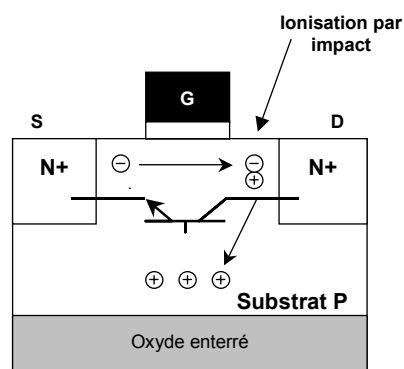 Ionisation par
impact
G
S
D
N+
N+
Substrat P
Oxyde enterré